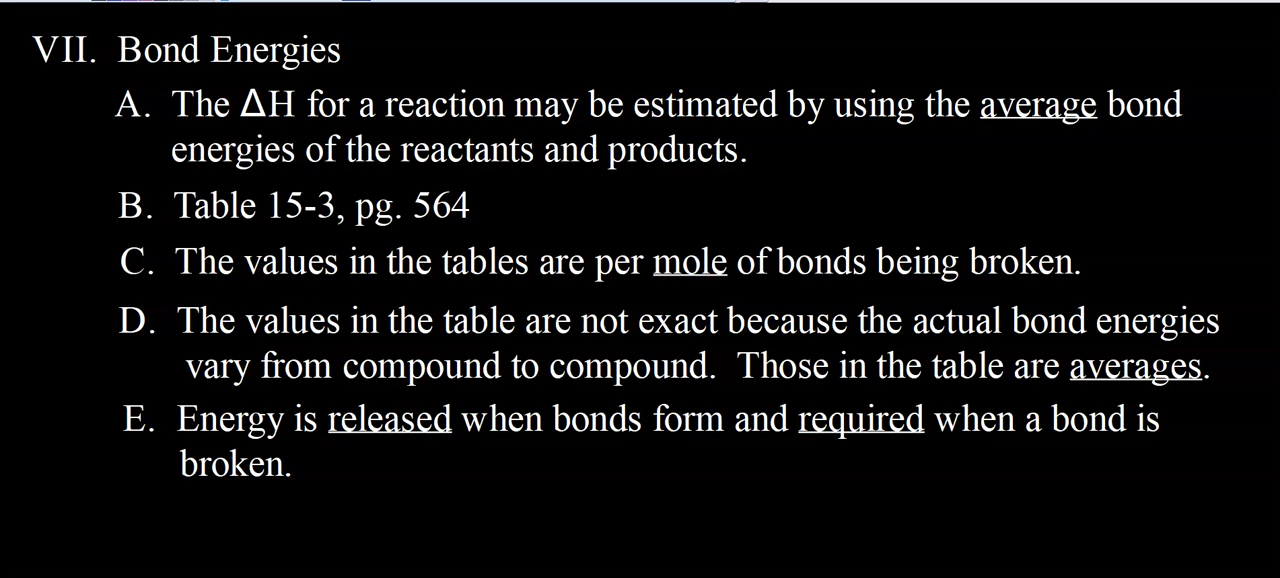 VII. Bond Energies
A. The ΔH for a reaction may be estimated by using the average bond
energies of the reactants and products.
B. Table 15-3, pg. 564
C. The values in the tables are per mole of bonds being broken.
D. The values in the table are not exact because the actual bond energies
vary from compound to compound. Those in the table are averages.
E. Energy is released when bonds form and required when a bond is
broken.